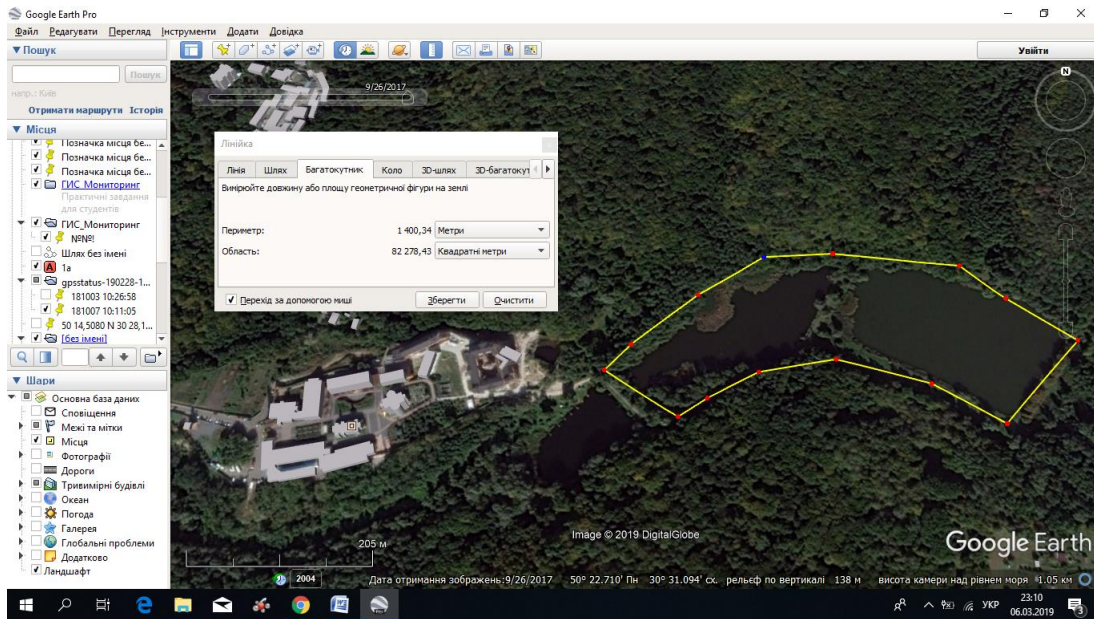 Google Earth Pro
Файл Редагувати Перегляд Інструменти Додати Довідка
Пошук
Увійти
Пошук
напр.: Київ
Отримати маршрути Історія
Місця
Позначка місця бе...
Позначка місця бе...
Позначка місця бе...
ГИС_Мониторинг
Практичні завдання
для студентів
ГИС_Мониторинг
№№!
Шлях без імені
1а
gpsstatus-190228-1...
181003 10:26:58
181007 10:11:05
50 14,5080 N 30 28,1...
[без імені]
Шари
Основна база даних
Сповіщення
Межі та мітки
Місця
Фотографії
Дороги
Тривимірні будівлі
Океан
Погода
Галерея
Глобальні проблеми
Додатково
Ландшафт
9/26/2017
Лінійка
Лінія Шлях Багатокутник Коло 3D-шлях 3D-багатокут
Виміряйте довжину або площу геометричної фігури на землі
Периметр: 1 400,34 Метри
Область: 82 278,43 Квадратні метри
Перехід за допомогою миші Зберегти Очистити
N
205 м
Image © 2019 DigitalGlobe
Google Earth
2004
Дата отримання зображень:9/26/2017 50° 22.710' Пн 30° 31.094' сх. рельєф по вертикалі 138 м висота камери над рівнем моря 1.05 км
УКР
23:10
06.03.2019
3